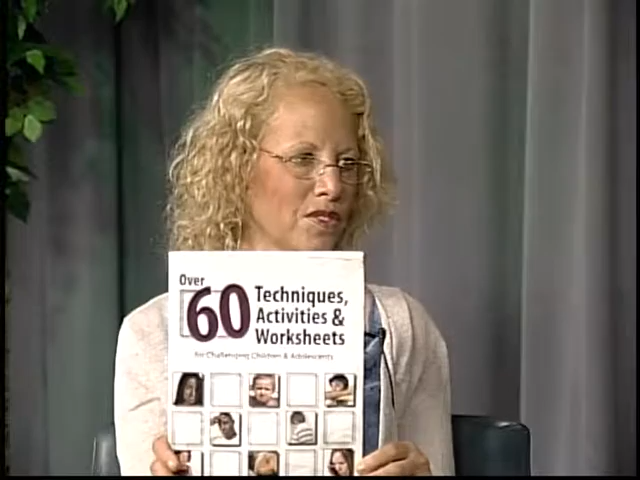 Over
60 Techniques,
Activities &
Worksheets
for Challenging Children & Adolescents